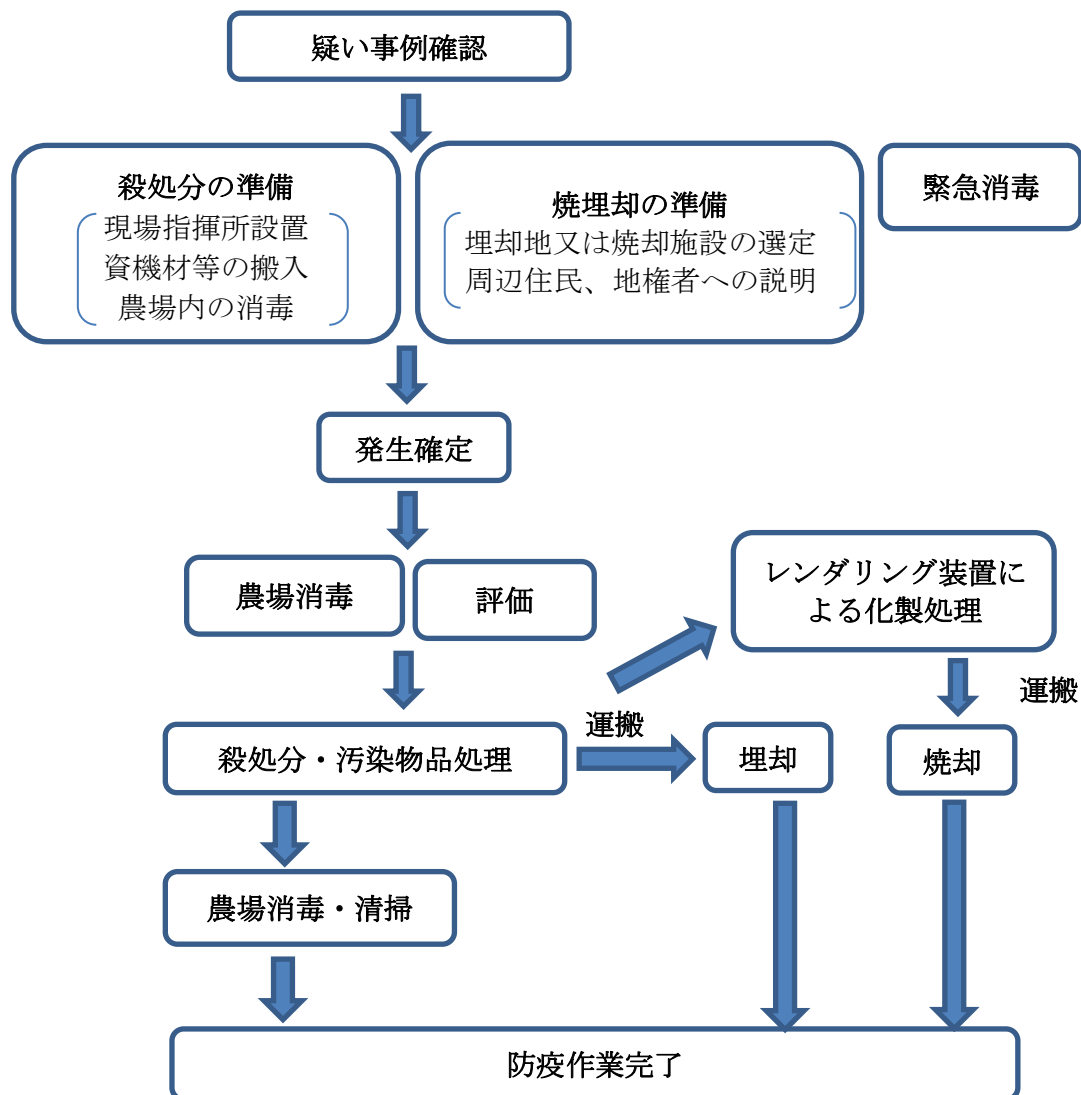 疑い事例確認
殺処分の準備
現場指揮所設置
資機材等の搬入
農場内の消毒
焼埋却の準備
埋却地又は焼却施設の選定
周辺住民、地権者への説明
緊急消毒
発生確定
農場消毒
評価
レンダリング装置に
よる化製処理
運搬
殺処分・汚染物品処理
運搬
埋却
焼却
農場消毒・清掃
防疫作業完了